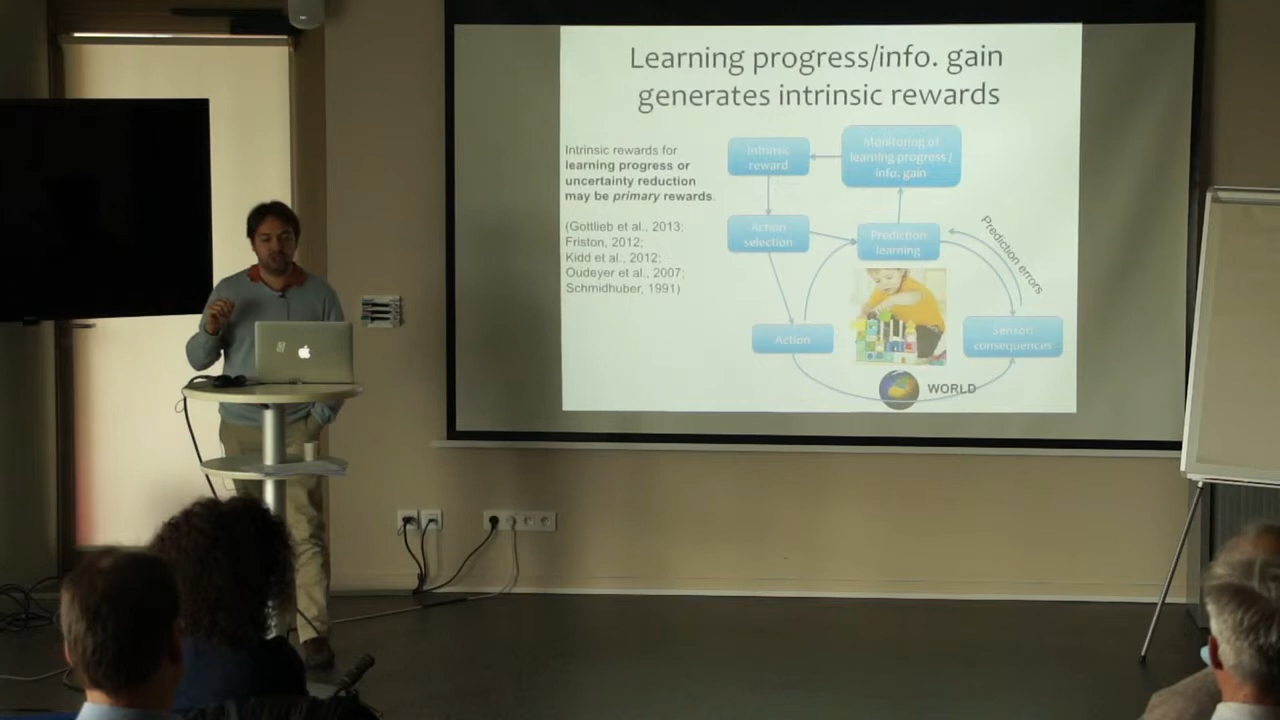 Learning progress/info. gain
generates intrinsic rewards
Intrinsic rewards for
learning progress or
uncertainty reduction
may be primary rewards.
(Gottlieb et al., 2013;
Friston, 2012;
Kidd et al., 2012;
Oudeyer et al., 2007;
Schmidhuber, 1991)
Intrinsic
reward
Monitoring of
learning progress /
info. gain
Action
selection
Prediction
learning
Prediction errors
Action
Sensori
consequences
WORLD